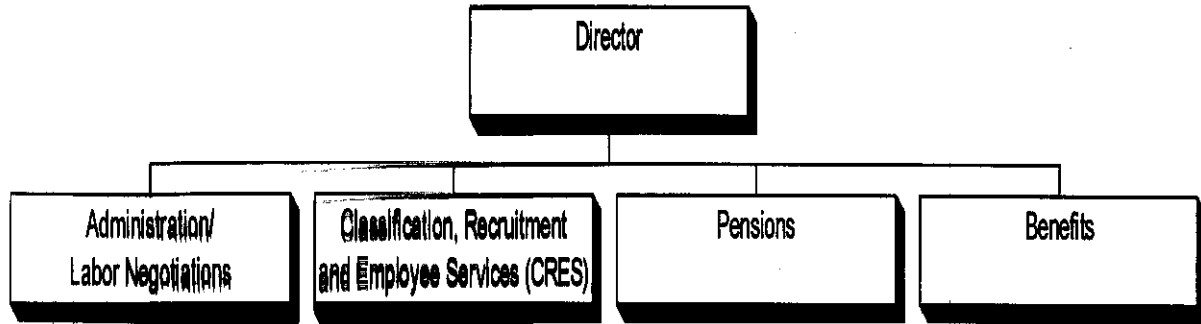 Director
Administration/
Labor Negotiations
Classification, Recruitment
and Employee Services (CRES)
Pensions
Benefits